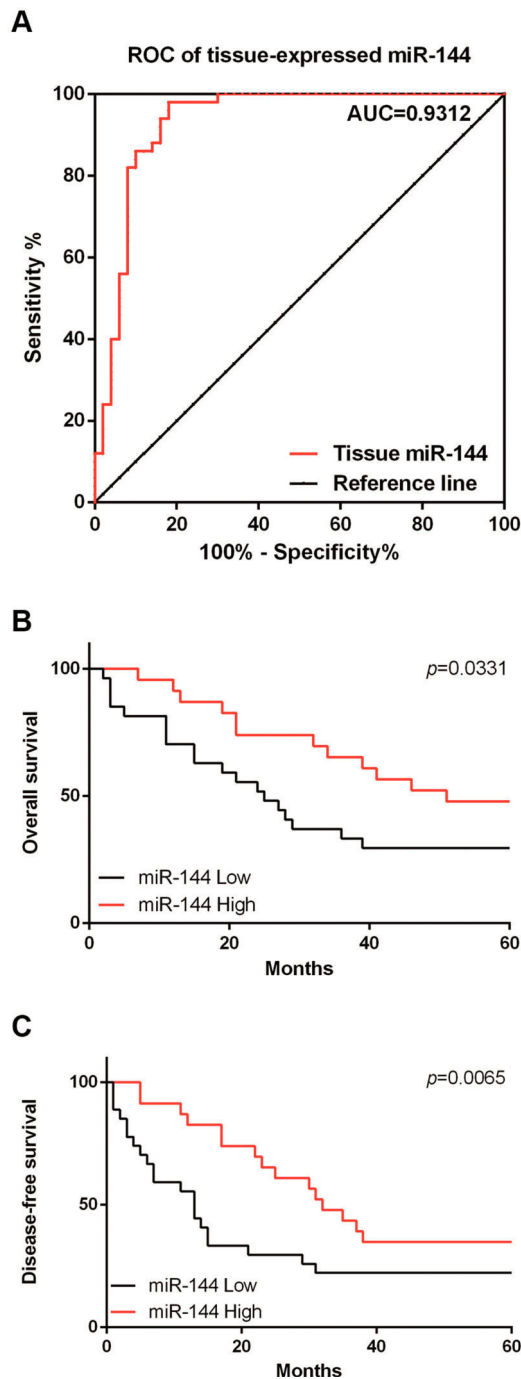 A
ROC of tissue-expressed miR-144
100
80
60
40
20
0
Sensitivity %
AUC=0.9312
Tissue miR-144
Reference line
0 20 40 60 80 100
100% - Specificity%
B
100
50
0
Overall survival
p=0.0331
miR-144 Low
miR-144 High
0 20 40 60
Months
C
100
50
0
Disease-free survival
p=0.0065
miR-144 Low
miR-144 High
0 20 40 60
Months